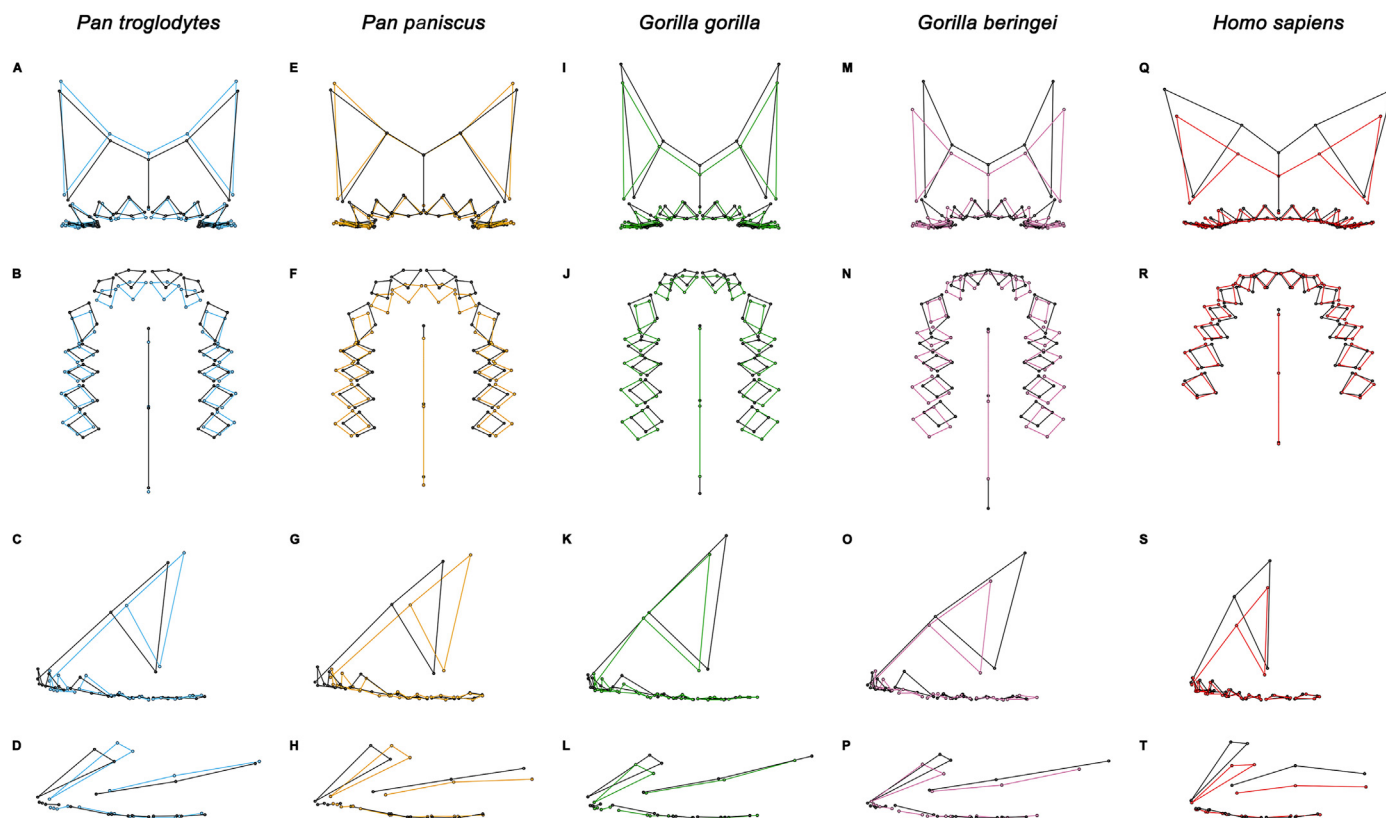 Pan troglodytes Pan paniscus Gorilla gorilla Gorilla beringei Homo sapiens
A E I M Q
B F J N R
C G K O S
D H L P T